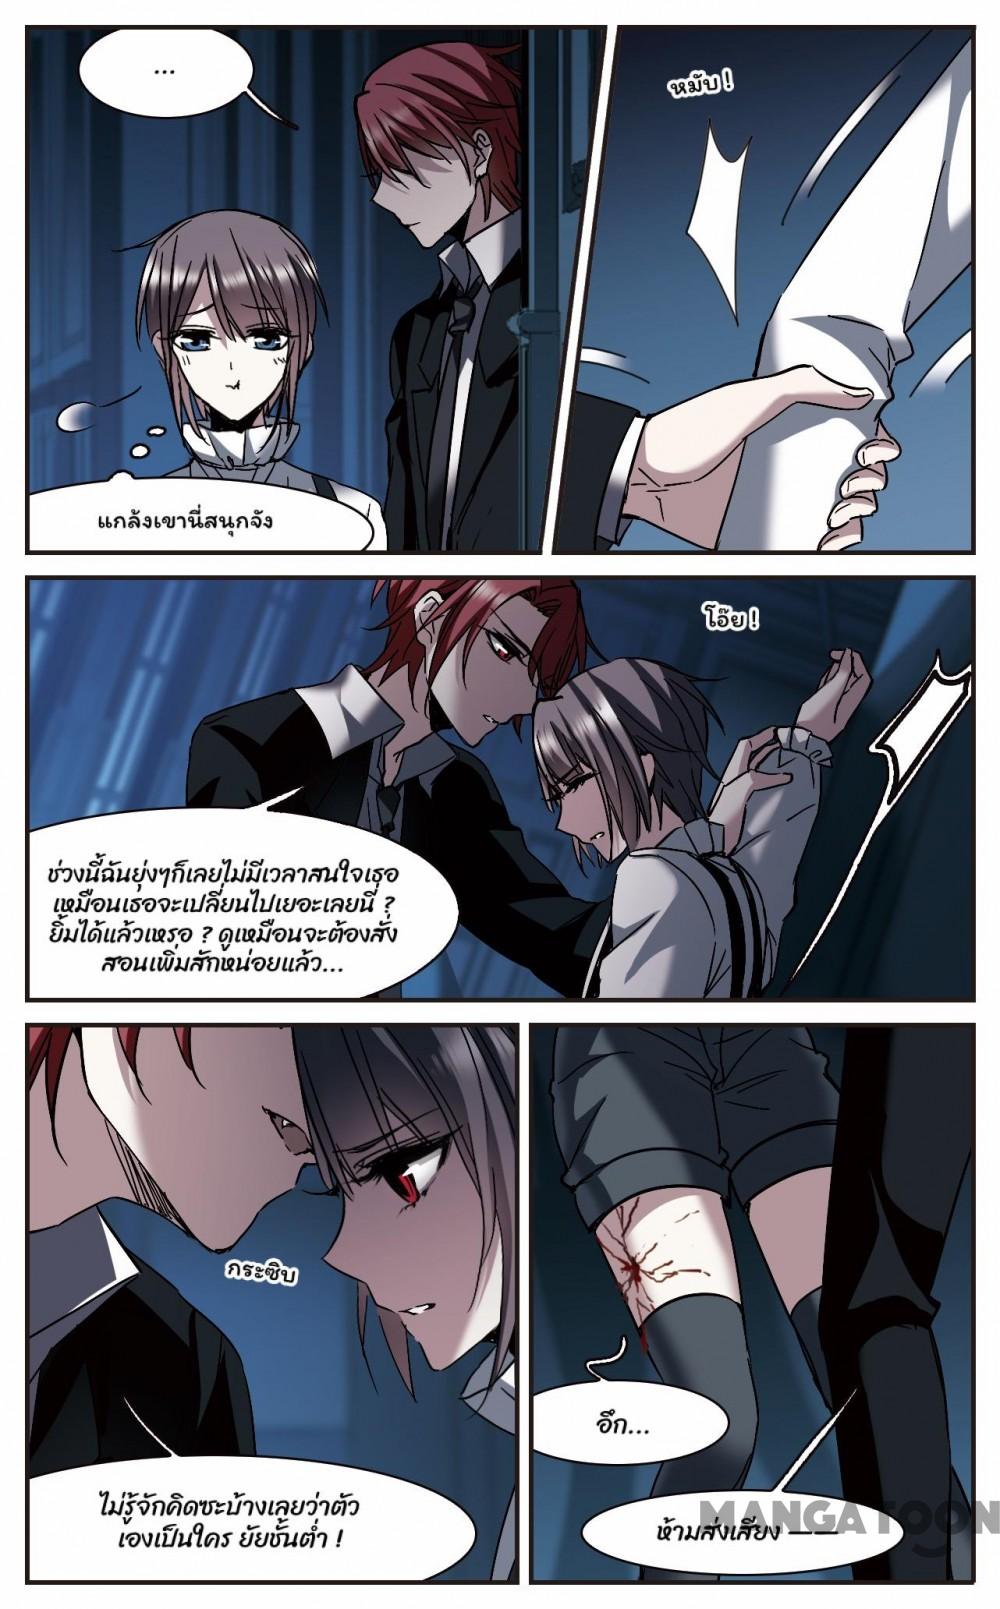 ...
หมับ !
แกล้งเขานี่สนุกจัง
โอ๊ย !
ช่วงนี้ฉันยุ่งๆก็เลยไม่มีเวลาสนใจเธอ
เหมือนเธอจะเปลี่ยนไปเยอะเลยนี่ ?
ยิ้มได้แล้วเหรอ ? ดูเหมือนจะต้องสั่ง
สอนเพิ่มสักหน่อยแล้ว...
กระซิบ
ไม่รู้จักคิดซะบ้างเลยว่าตัว
เองเป็นใคร ยัยชั้นต่ำ !
อึก...
ห้ามส่งเสียง ——
MANGATOON